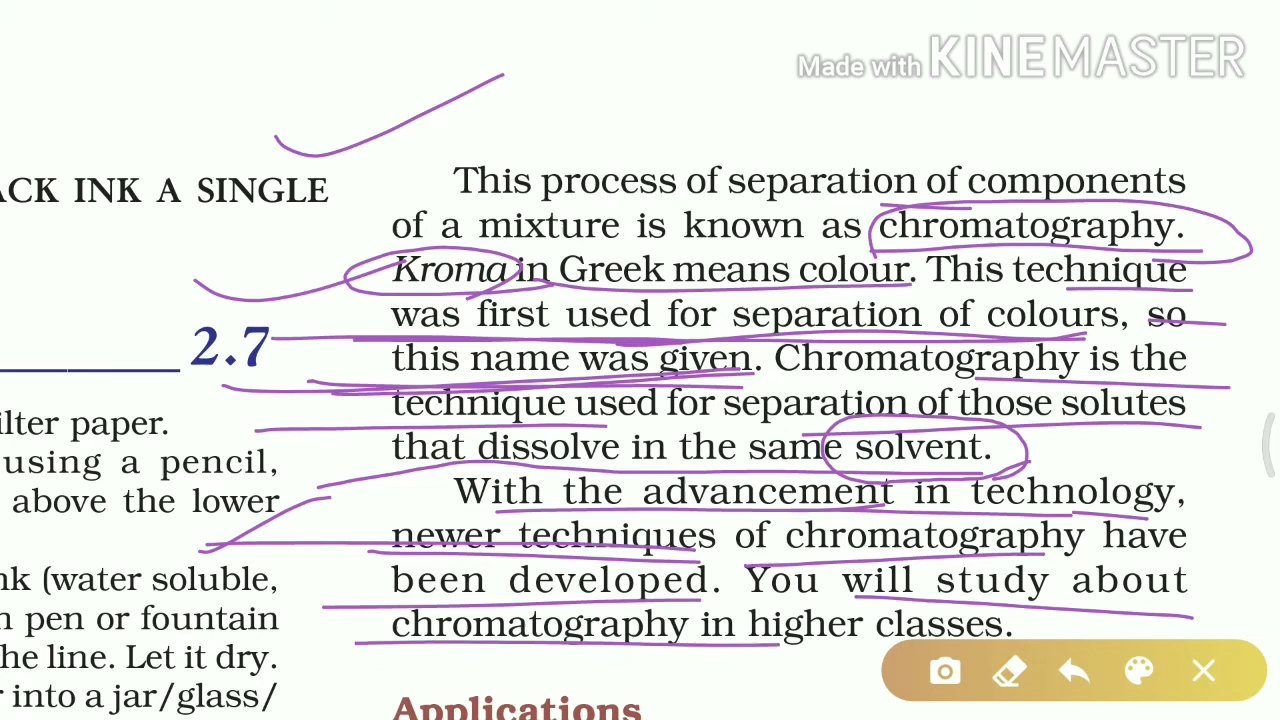 Made with KINEMASTER
ACK INK A SINGLE
2.7
ilter paper.
using a pencil,
above the lower
nk (water soluble,
n pen or fountain
he line. Let it dry.
r into a jar/glass/
This process of separation of components
of a mixture is known as chromatography.
Kroma in Greek means colour. This technique
was first used for separation of colours, so
this name was given. Chromatography is the
technique used for separation of those solutes
that dissolve in the same solvent.
With the advancement in technology,
newer techniques of chromatography have
been developed. You will study about
chromatography in higher classes.
Applications